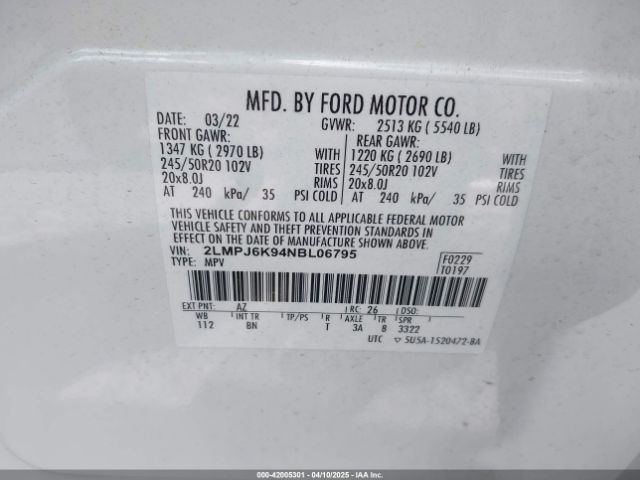 MFD. BY FORD MOTOR CO.
DATE: 03/22 GVWR: 2513 KG ( 5540 LB)
FRONT GAWR: REAR GAWR:
1347 KG ( 2970 LB) WITH 1220 KG ( 2690 LB) WITH
245/50R20 102V TIRES 245/50R20 102V TIRES
20x8.0J RIMS 20x8.0J RIMS
AT 240 kPa/ 35 PSI COLD AT 240 kPa/ 35 PSI COLD
THIS VEHICLE CONFORMS TO ALL APPLICABLE FEDERAL MOTOR
VEHICLE SAFETY AND THEFT PREVENTION STANDARDS IN
EFFECT ON THE DATE OF MANUFACTURE SHOWN ABOVE.
VIN: 2LMPJ6K94NBL06795 F0229
TYPE: MPV T0197
EXT PNT: AZ RC: 26 DSO:
WB INT TR TP/PS R AXLE TR SPR
112 BN T 3A 8 3322
UTC ▽ 5U5A-1520472-BA
000-42005301 - 04/10/2025 - IAAI.COM